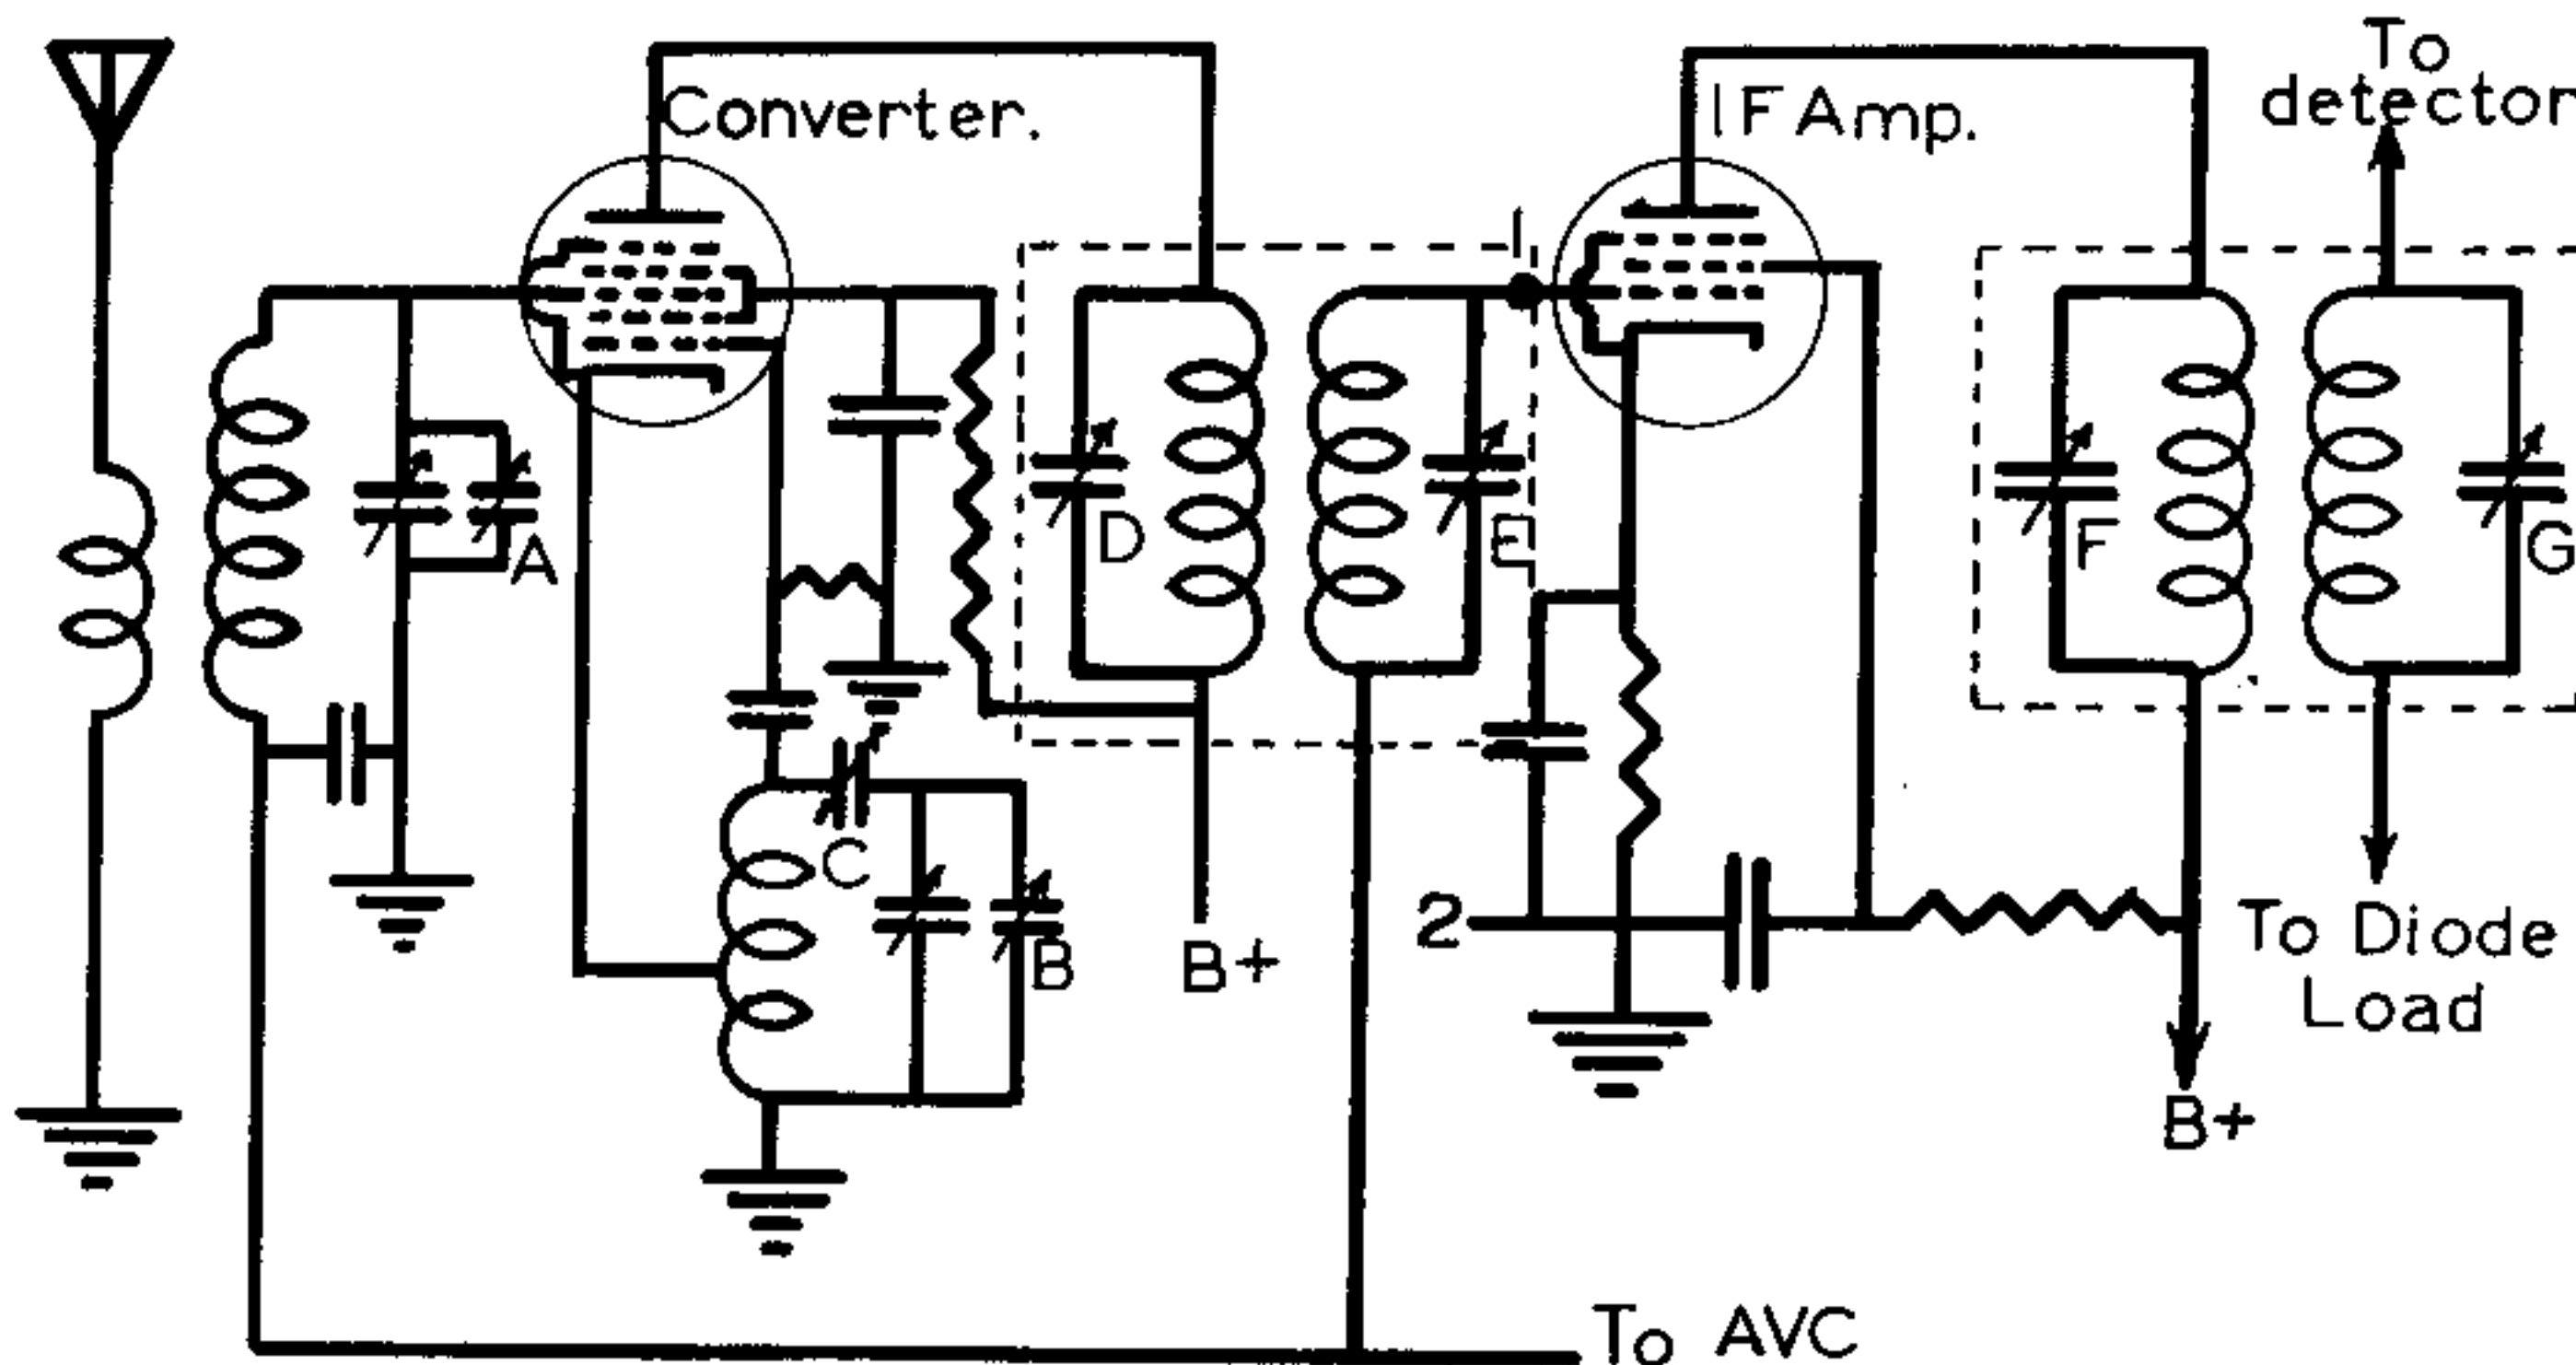 Converter.
IF Amp.
To
detector
1
A
D
E
F
G
C
B
B+
2
To Diode
Load
B+
To AVC